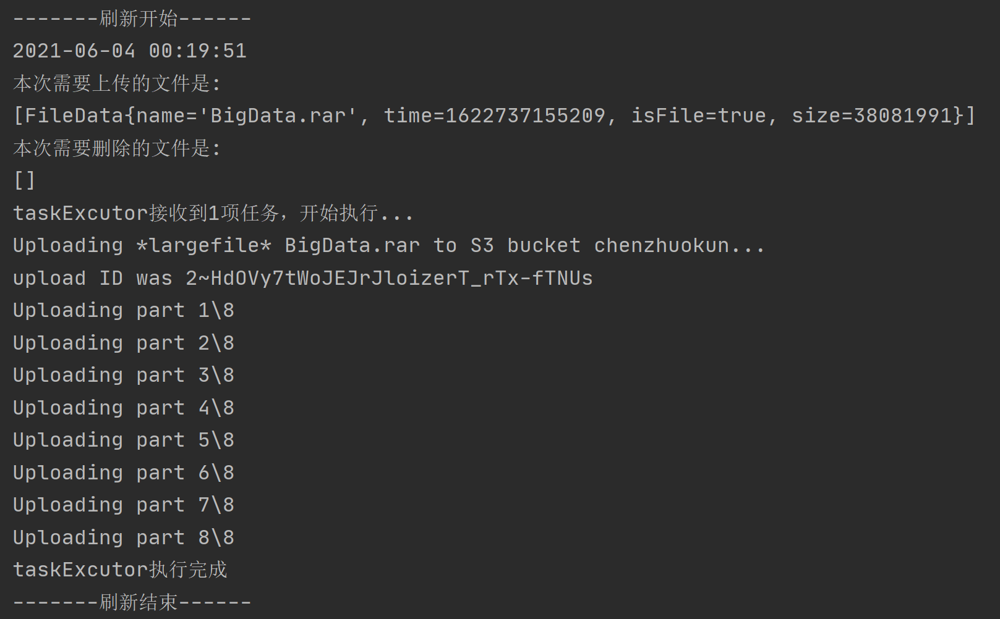 -------刷新开始------
2021-06-04 00:19:51
本次需要上传的文件是:
[FileData{name='BigData.rar', time=1622737155209, isFile=true, size=38081991}]
本次需要删除的文件是:
[]
taskExcutor接收到1项任务，开始执行...
Uploading *largefile* BigData.rar to S3 bucket chenzhuokun...
upload ID was 2~HdOVy7tWoJEJrJloizerT_rTx-fTNUs
Uploading part 1\8
Uploading part 2\8
Uploading part 3\8
Uploading part 4\8
Uploading part 5\8
Uploading part 6\8
Uploading part 7\8
Uploading part 8\8
taskExcutor执行完成
-------刷新结束------